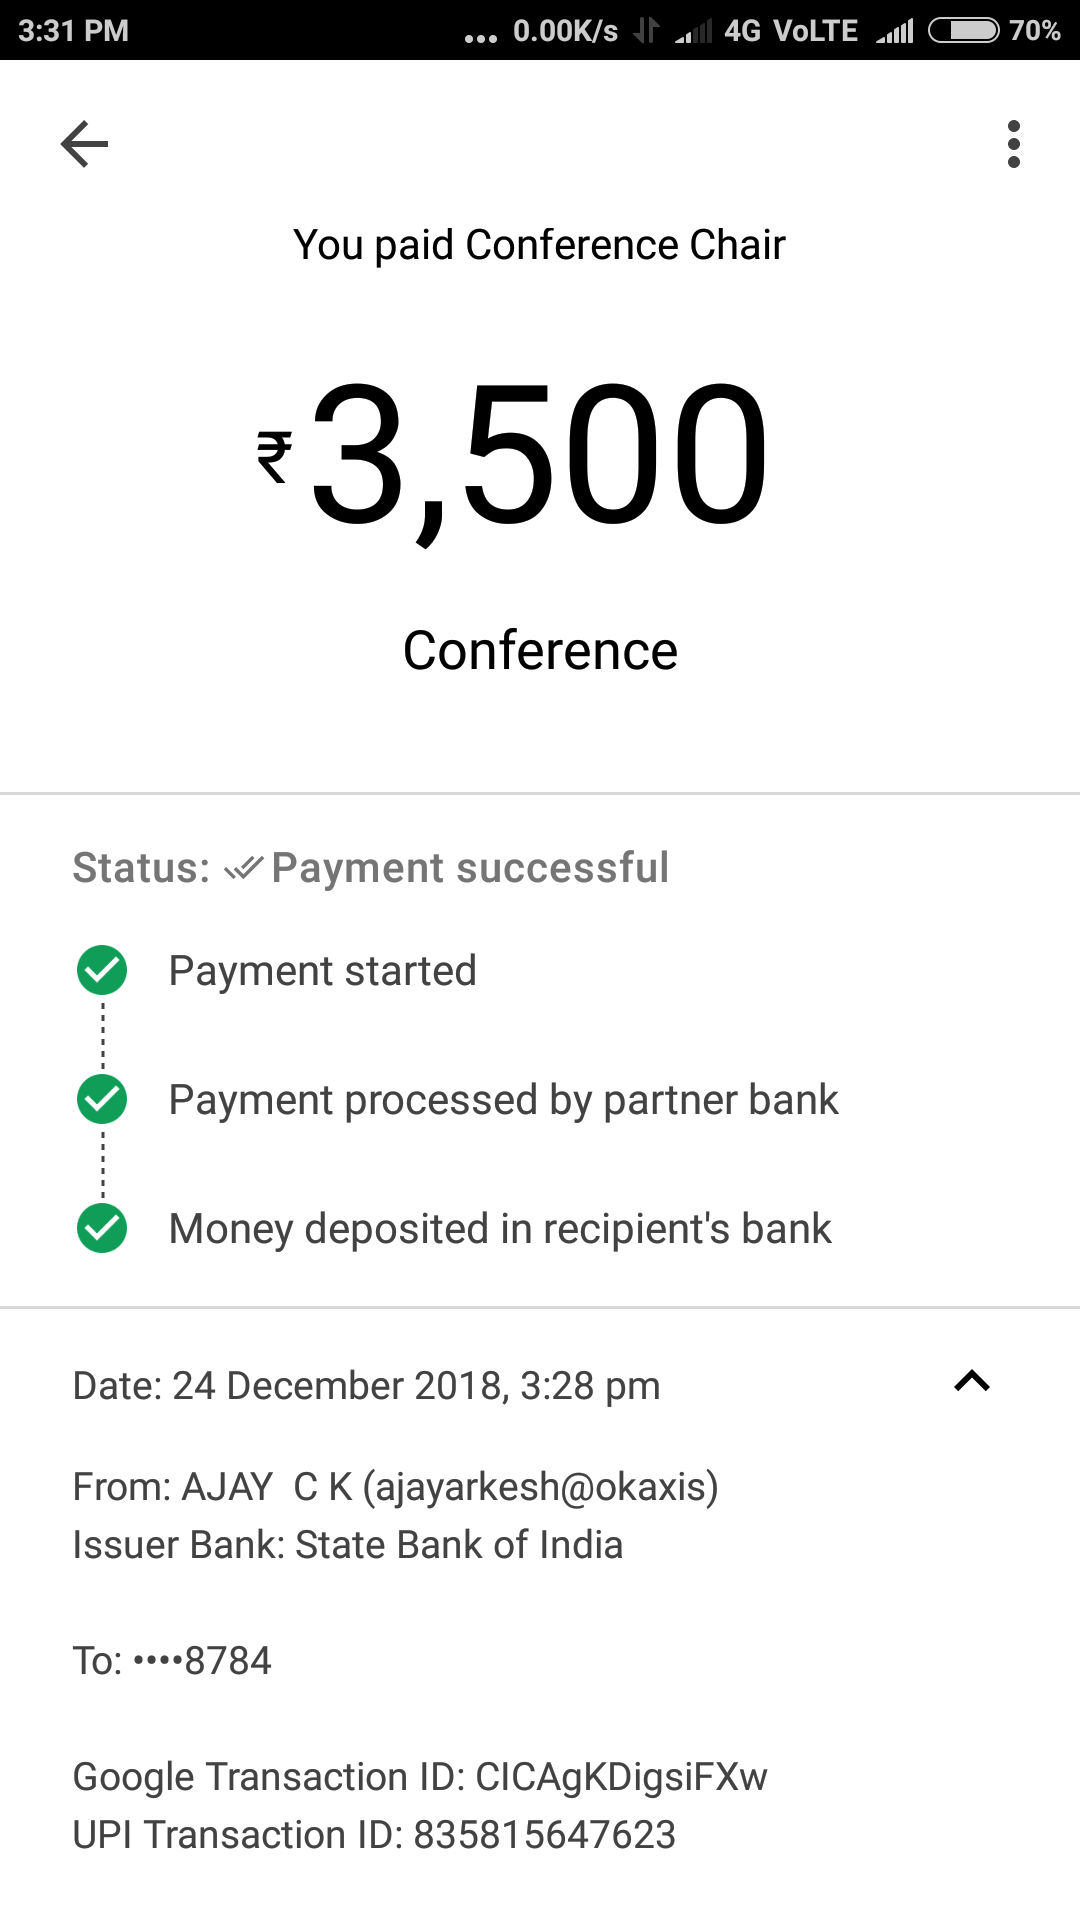 3:31 PM
... 0.00K/s 4G VoLTE 70%
You paid Conference Chair
₹3,500
Conference
Status: Payment successful
Payment started
Payment processed by partner bank
Money deposited in recipient's bank
Date: 24 December 2018, 3:28 pm
From: AJAY  C K (ajayarkesh@okaxis)
Issuer Bank: State Bank of India
To: ••••8784
Google Transaction ID: CICAgKDigsiFXw
UPI Transaction ID: 835815647623